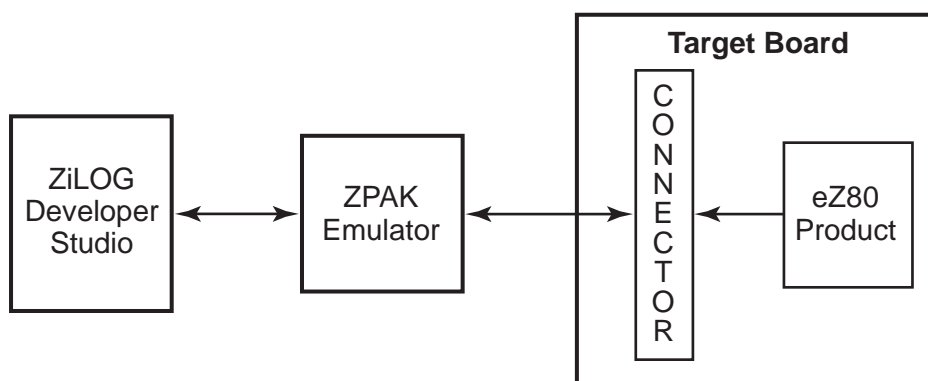 Target Board
ZiLOG
Developer
Studio
ZPAK
Emulator
C
O
N
N
E
C
T
O
R
eZ80
Product